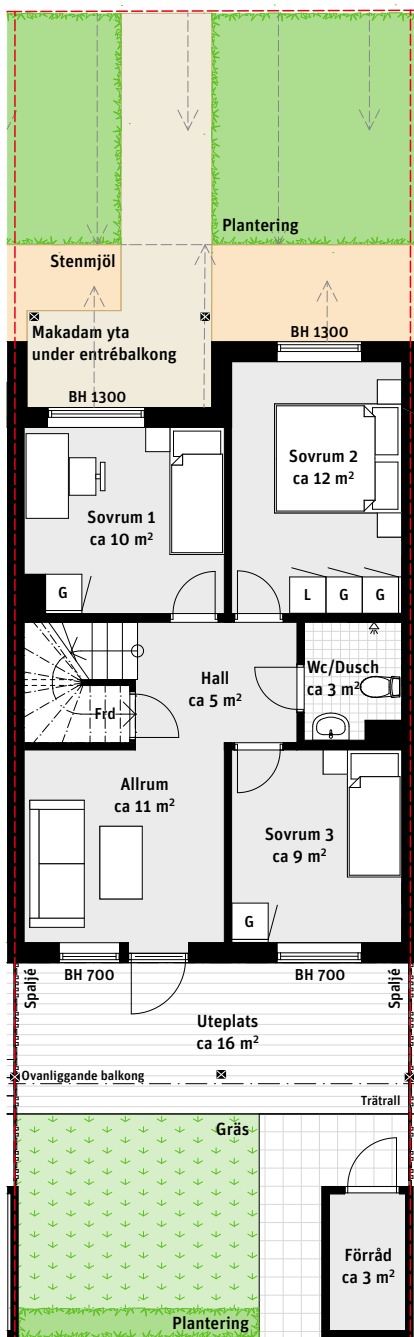 Plantering
Stenmjöl
Makadam yta
under entrébalkong
BH 1300
BH 1300
Sovrum 2
ca 12 m²
Sovrum 1
ca 10 m²
G
L
G
G
Hall
ca 5 m²
Wc/Dusch
ca 3 m²
Frd
Allrum
ca 11 m²
Sovrum 3
ca 9 m²
G
BH 700
BH 700
Spaljé
Spaljé
Uteplats
ca 16 m²
Ovanliggande balkong
Trätrall
Gräs
Förråd
ca 3 m²
Plantering